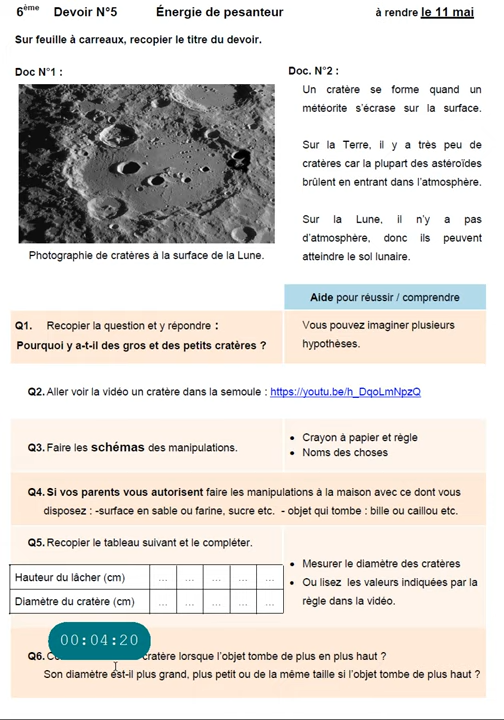 6ème Devoir N°5 Énergie de pesanteur à rendre le 11 mai
Sur feuille à carreaux, recopier le titre du devoir.
Doc N°1 :
Photographie de cratères à la surface de la Lune.
Doc. N°2 :
Un cratère se forme quand un
météorite s'écrase sur la surface.
Sur la Terre, il y a très peu de
cratères car la plupart des astéroïdes
brûlent en entrant dans l'atmosphère.
Sur la Lune, il n'y a pas
d'atmosphère, donc ils peuvent
atteindre le sol lunaire.
Aide pour réussir / comprendre
Q1. Recopier la question et y répondre :
Pourquoi y a-t-il des gros et des petits cratères ?
Vous pouvez imaginer plusieurs
hypothèses.
Q2. Aller voir la vidéo un cratère dans la semoule : https://youtu.be/h_DqoLmNpzQ
Q3. Faire les schémas des manipulations.
• Crayon à papier et règle
• Noms des choses
Q4. Si vos parents vous autorisent faire les manipulations à la maison avec ce dont vous
disposez : -surface en sable ou farine, sucre etc. - objet qui tombe : bille ou caillou etc.
Q5. Recopier le tableau suivant et le compléter.
Hauteur du lâcher (cm) ... ... ... ... ...
Diamètre du cratère (cm) ... ... ... ... ...
• Mesurer le diamètre des cratères
• Ou lisez les valeurs indiquées par la
règle dans la vidéo.
00:04:20
Q6. cratère lorsque l'objet tombe de plus en plus haut ?
Son diamètre est-il plus grand, plus petit ou de la même taille si l'objet tombe de plus haut ?